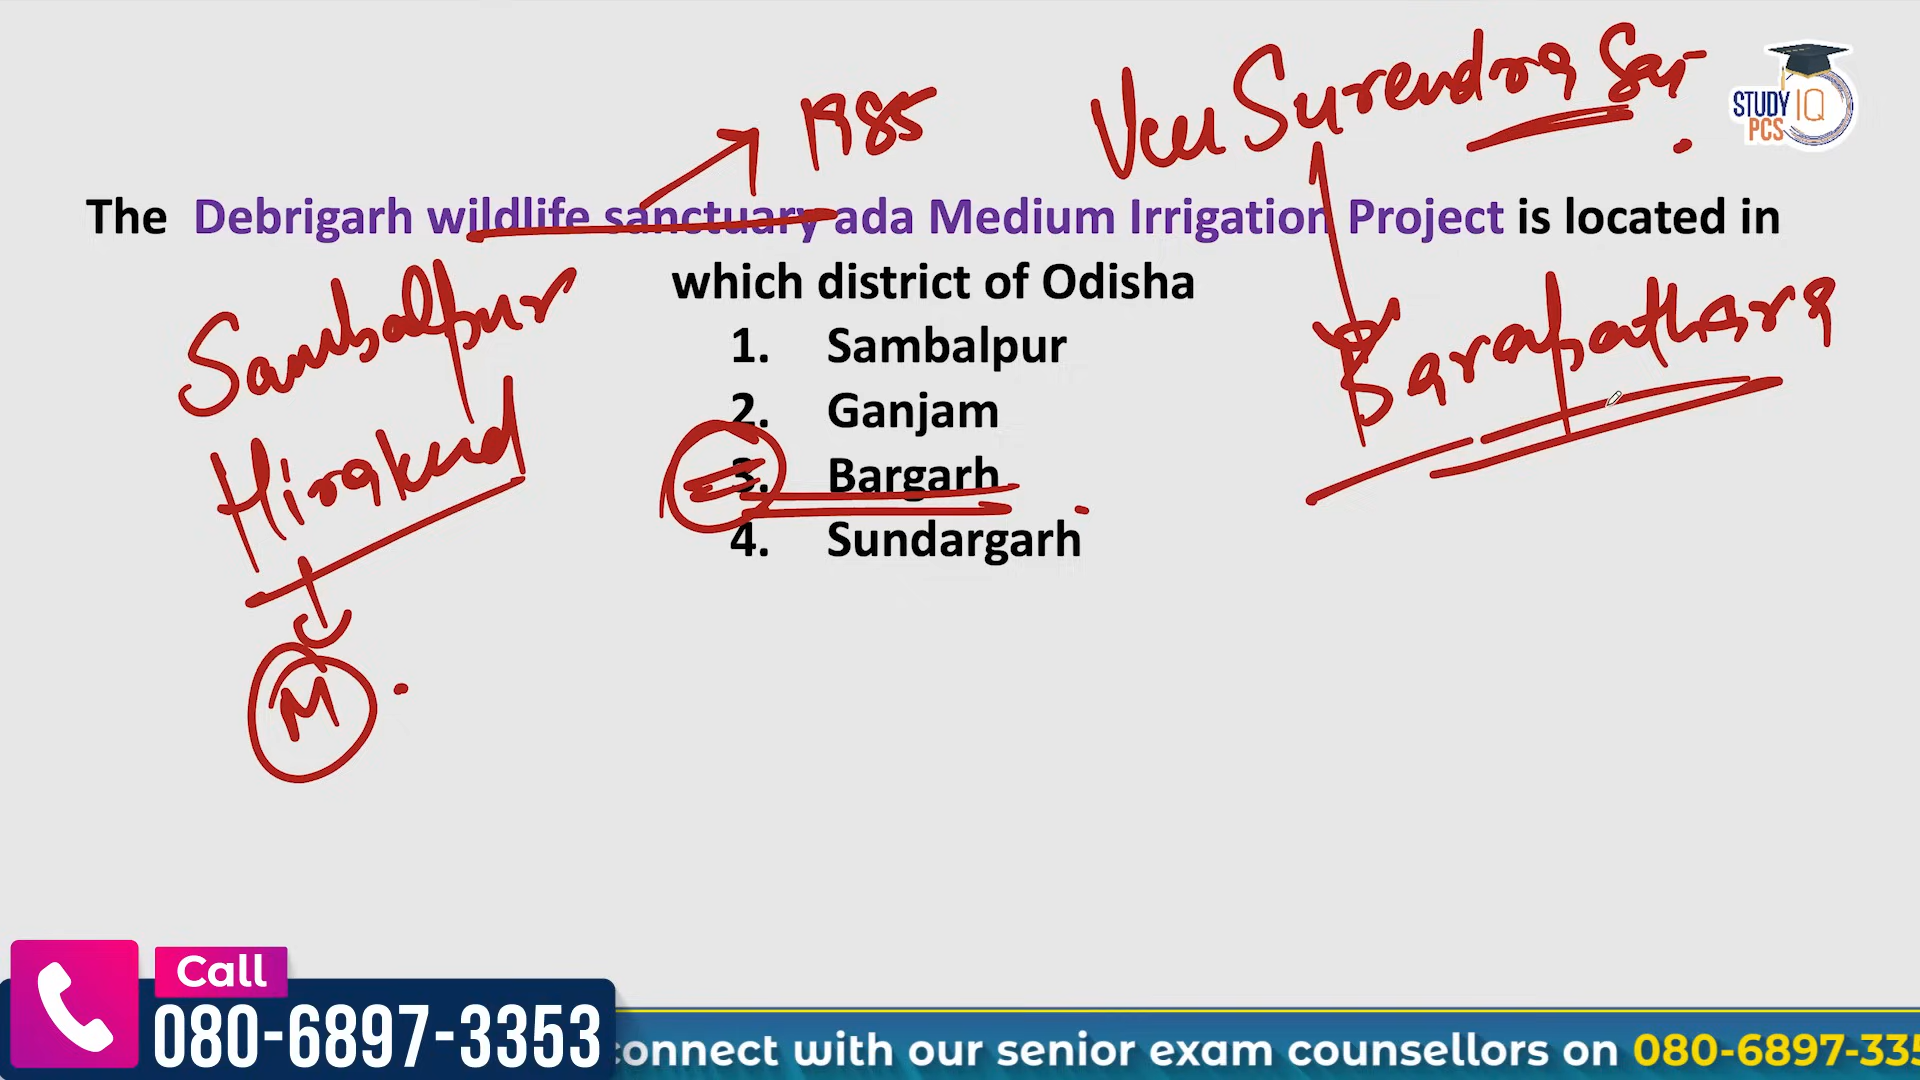 1985
Veer Surendra Sai
STUDY IQ
PCS
The Debrigarh wildlife sanctuary ada Medium Irrigation Project is located in
which district of Odisha
Sambalpur
Hirakud
M
Barapathara
1. Sambalpur
2. Ganjam
3. Bargarh
4. Sundargarh
Call
080-6897-3353
connect with our senior exam counsellors on 080-6897-335